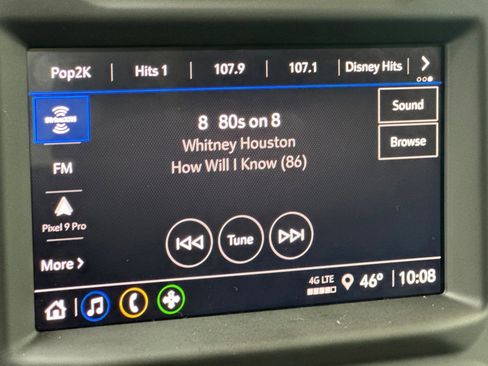 Pop2K Hits 1 107.9 107.1 Disney Hits
SiriusXM
Sound
8 80s on 8
Whitney Houston
Browse
FM
How Will I Know (86)
Pixel 9 Pro
Tune
More
4G LTE
46° 10:08